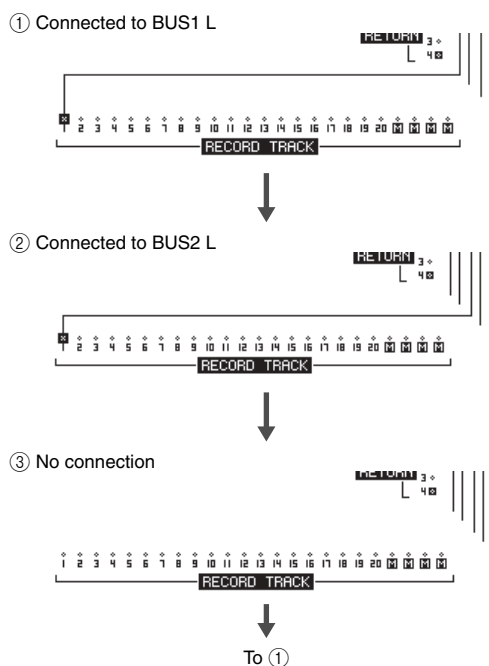 ① Connected to BUS1 L
RETURN 3
4
1 2 3 4 5 6 7 8 9 10 11 12 13 14 15 16 17 18 19 20 M M M M
RECORD TRACK
② Connected to BUS2 L
RETURN 3
4
1 2 3 4 5 6 7 8 9 10 11 12 13 14 15 16 17 18 19 20 M M M M
RECORD TRACK
③ No connection
RETURN 3
4
1 2 3 4 5 6 7 8 9 10 11 12 13 14 15 16 17 18 19 20 M M M M
RECORD TRACK
To ①